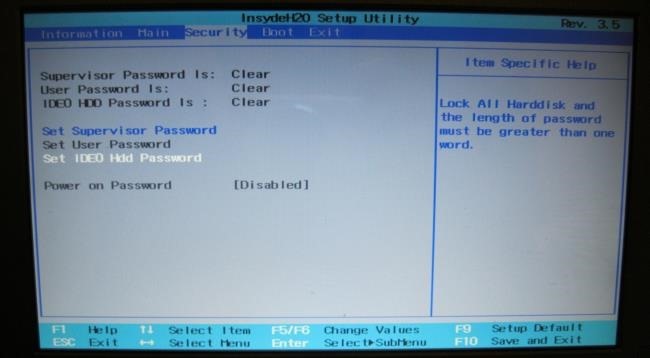 InsydeH20 Setup Utility
Rev. 3.5
Information Main Security Boot Exit
Supervisor Password Is: Clear
User Password Is: Clear
IDE0 HDD Password Is : Clear
Set Supervisor Password
Set User Password
Set IDE0 Hdd Password
Power on Password [Disabled]
Item Specific Help
Lock All Harddisk and
the length of password
must be greater than one
word.
F1 Help ↑↓ Select Item F5/F6 Change Values F9 Setup Default
ESC Exit ←→ Select Menu Enter Select▶SubMenu F10 Save and Exit